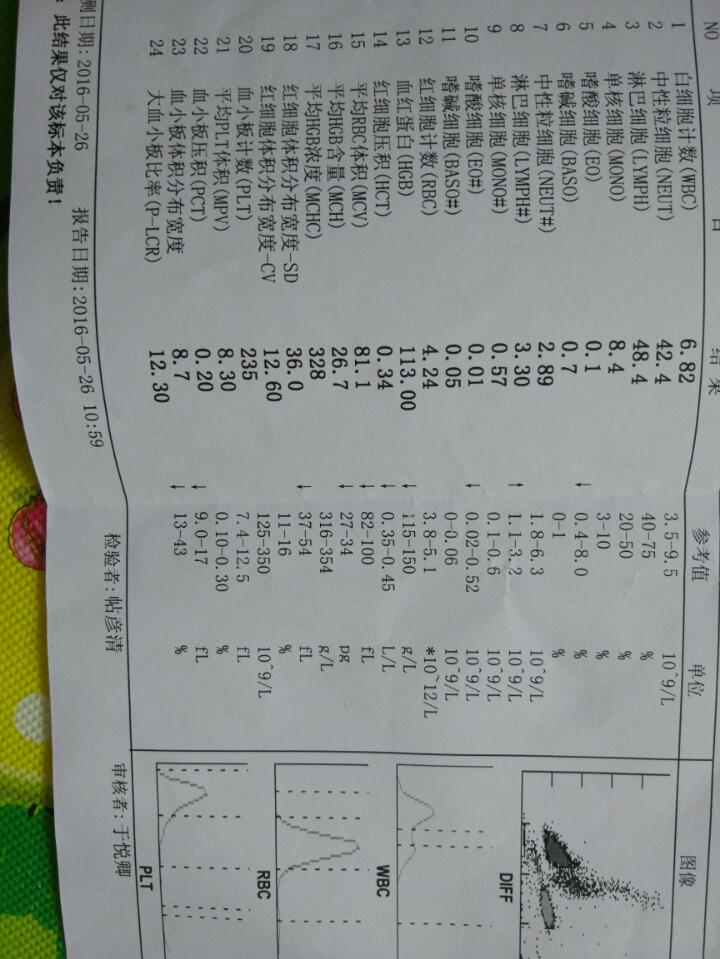 NO 项 目 结 果 参考值 单位 图像
1 白细胞计数(WBC) 6.82 3.5-9.5 10^9/L
2 中性粒细胞(NEUT) 42.4 40-75 %
3 淋巴细胞(LYMPH) 48.4 20-50 %
4 单核细胞(MONO) 8.4 3-10 %
5 嗜酸细胞(EO) 0.1 ↓ 0.4-8.0 %
6 嗜碱细胞(BASO) 0.7 0-1 %
7 中性粒细胞(NEUT#) 2.89 1.8-6.3 10^9/L
8 淋巴细胞(LYMPH#) 3.30 ↑ 1.1-3.2 10^9/L
9 单核细胞(MONO#) 0.57 0.1-0.6 10^9/L
10 嗜酸细胞(EO#) 0.01 ↓ 0.02-0.52 10^9/L
11 嗜碱细胞(BASO#) 0.05 0-0.06 10^9/L
12 红细胞计数(RBC) 4.24 3.8-5.1 *10~12/L
13 血红蛋白(HGB) 113.00 ↓ 115-150 g/L
14 红细胞压积(HCT) 0.34 ↓ 0.35-0.45 L/L
15 平均RBC体积(MCV) 81.1 ↓ 82-100 fL
16 平均HGB含量(MCH) 26.7 ↓ 27-34 pg
17 平均HGB浓度(MCHC) 328 316-354 g/L
18 红细胞体积分布宽度-SD 36.0 ↓ 37-54 fL
19 红细胞体积分布宽度-CV 12.60 11-16 %
20 血小板计数(PLT) 235 125-350 10^9/L
21 平均PLT体积(MPV) 8.30 7.4-12.5 fL
22 血小板压积(PCT) 0.20 0.10-0.30 %
23 血小板体积分布宽度 8.7 ↓ 9.0-17 fL
24 大血小板比率(P-LCR) 12.30 ↓ 13-43 %
DIFF
WBC
RBC
PLT
检验者:帖彦清 审核者:于悦卿
测日期:2016-05-26 报告日期:2016-05-26 10:59
: 此结果仅对该标本负责!